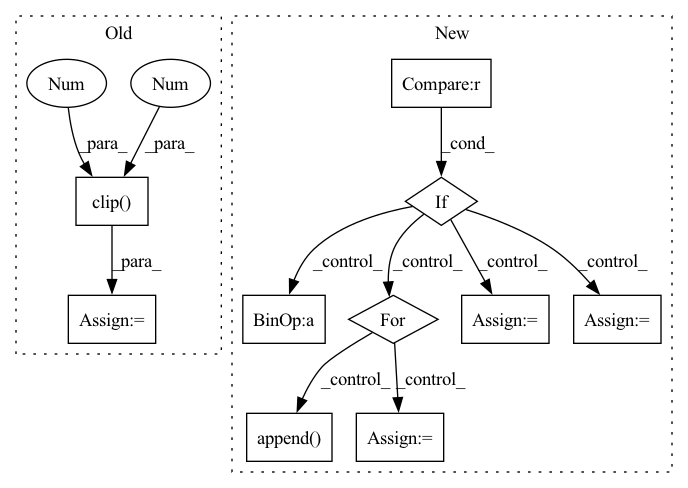 Old
New
Num
Num
Compare:r
_para_
_para_
_cond_
clip()
If
_para_
_control_
_control_
_control_
_control_
Assign:=
BinOp:a
For
Assign:=
Assign:=
_control_
_control_
append()
Assign:=